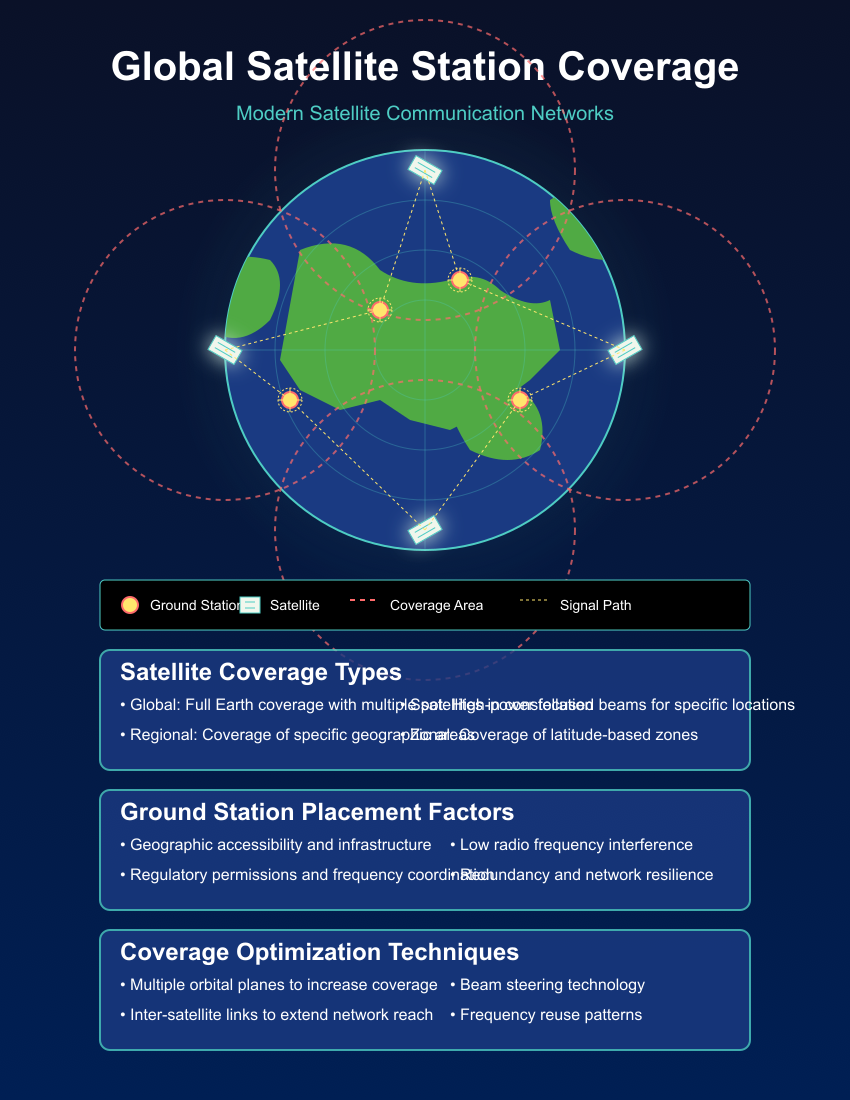 Global Satellite Station Coverage
Modern Satellite Communication Networks
Ground Station Satellite Coverage Area Signal Path
Satellite Coverage Types
• Global: Full Earth coverage with multiple satellites in constellation • Spot: High-power focused beams for specific locations
• Regional: Coverage of specific geographic areas • Zonal: Coverage of latitude-based zones
Ground Station Placement Factors
• Geographic accessibility and infrastructure • Low radio frequency interference
• Regulatory permissions and frequency coordination • Redundancy and network resilience
Coverage Optimization Techniques
• Multiple orbital planes to increase coverage • Beam steering technology
• Inter-satellite links to extend network reach • Frequency reuse patterns